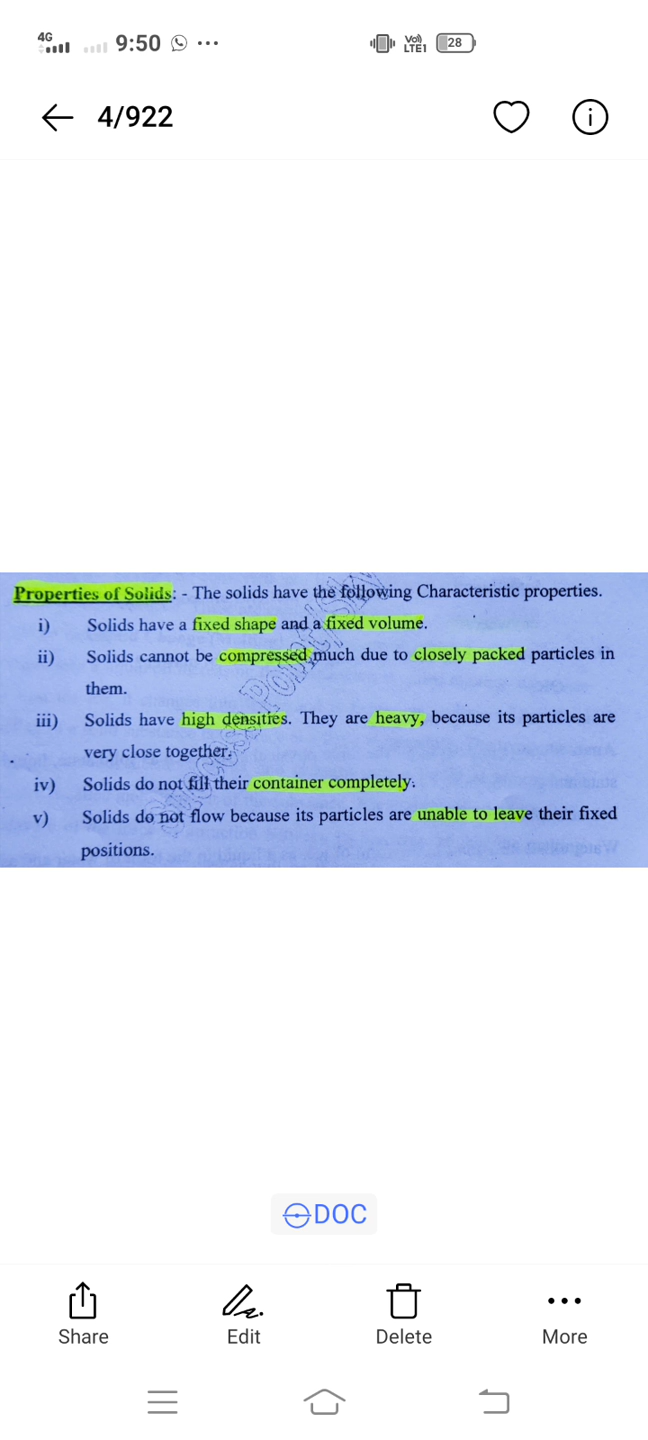 4G 9:50 ... Vo)) LTE1 28
4/922
Properties of Solids: - The solids have the following Characteristic properties.
i) Solids have a fixed shape and a fixed volume.
ii) Solids cannot be compressed much due to closely packed particles in
them.
iii) Solids have high densities. They are heavy, because its particles are
very close together.
iv) Solids do not fill their container completely.
v) Solids do not flow because its particles are unable to leave their fixed
positions.
DOC
Share Edit Delete More